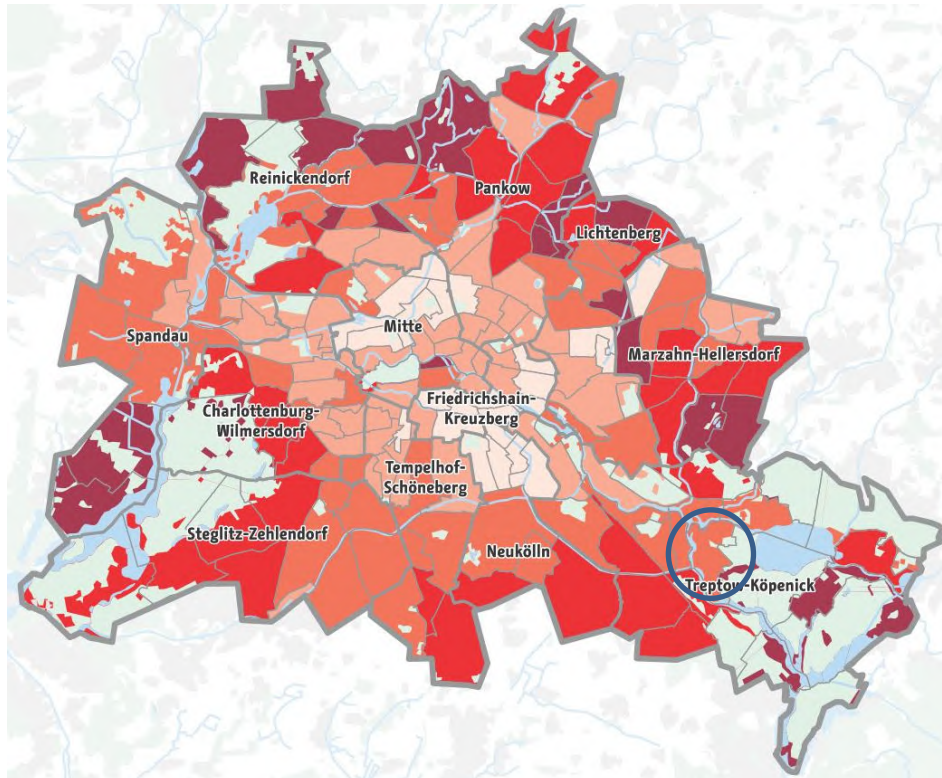 Reinickendorf
Pankow
Lichtenberg
Mitte
Spandau
Marzahn-Hellersdorf
Friedrichshain-
Kreuzberg
Charlottenburg-
Wilmersdorf
Tempelhof-
Schöneberg
Steglitz-Zehlendorf
Neukölln
Treptow-Köpenick